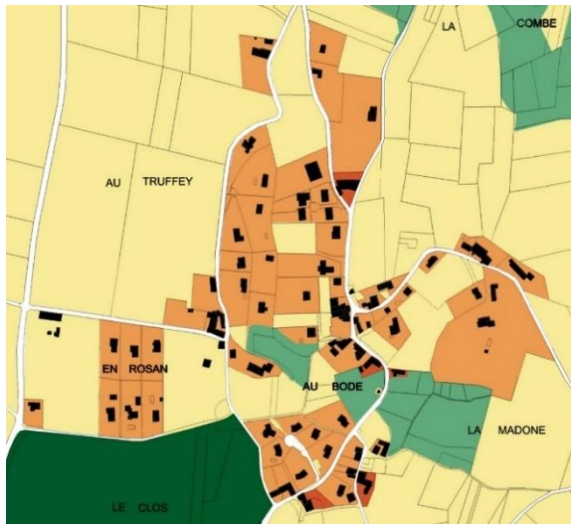 LA COMBE
AU TRUFFEY
EN ROSAN
AU BODE
LA MADONE
LE CLOS